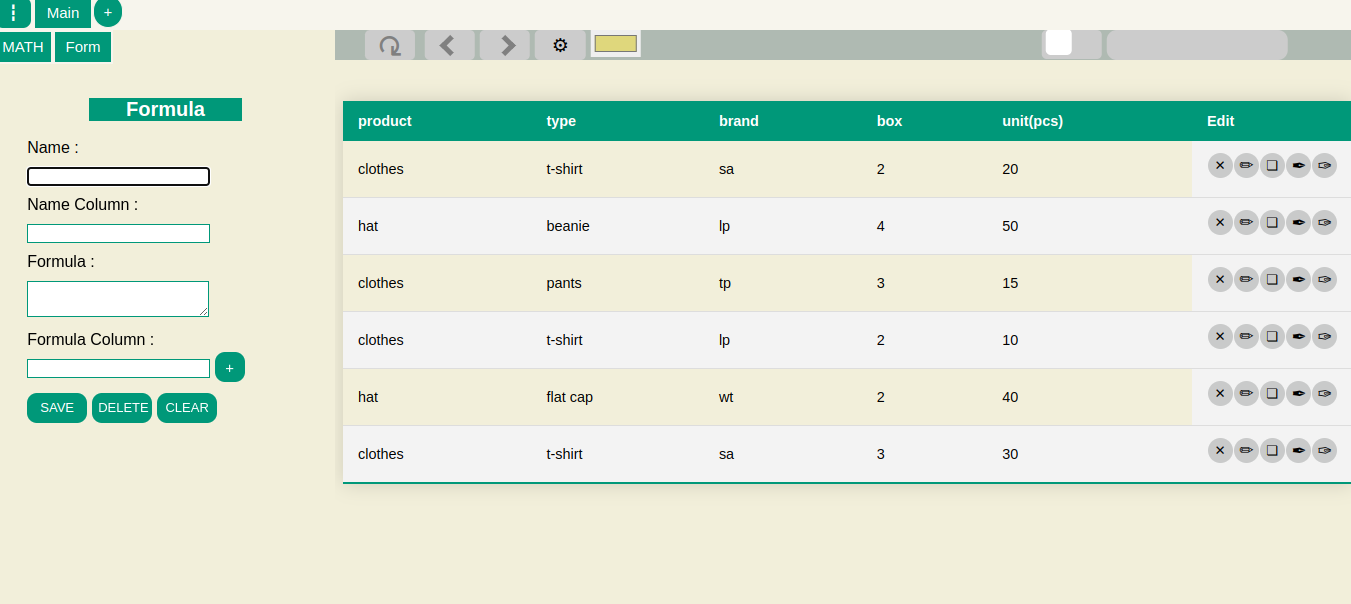 Main +
MATH Form
Formula
Name :
Name Column :
Formula :
Formula Column :
+
SAVE DELETE CLEAR
product type brand box unit(pcs) Edit
clothes t-shirt sa 2 20
hat beanie lp 4 50
clothes pants tp 3 15
clothes t-shirt lp 2 10
hat flat cap wt 2 40
clothes t-shirt sa 3 30